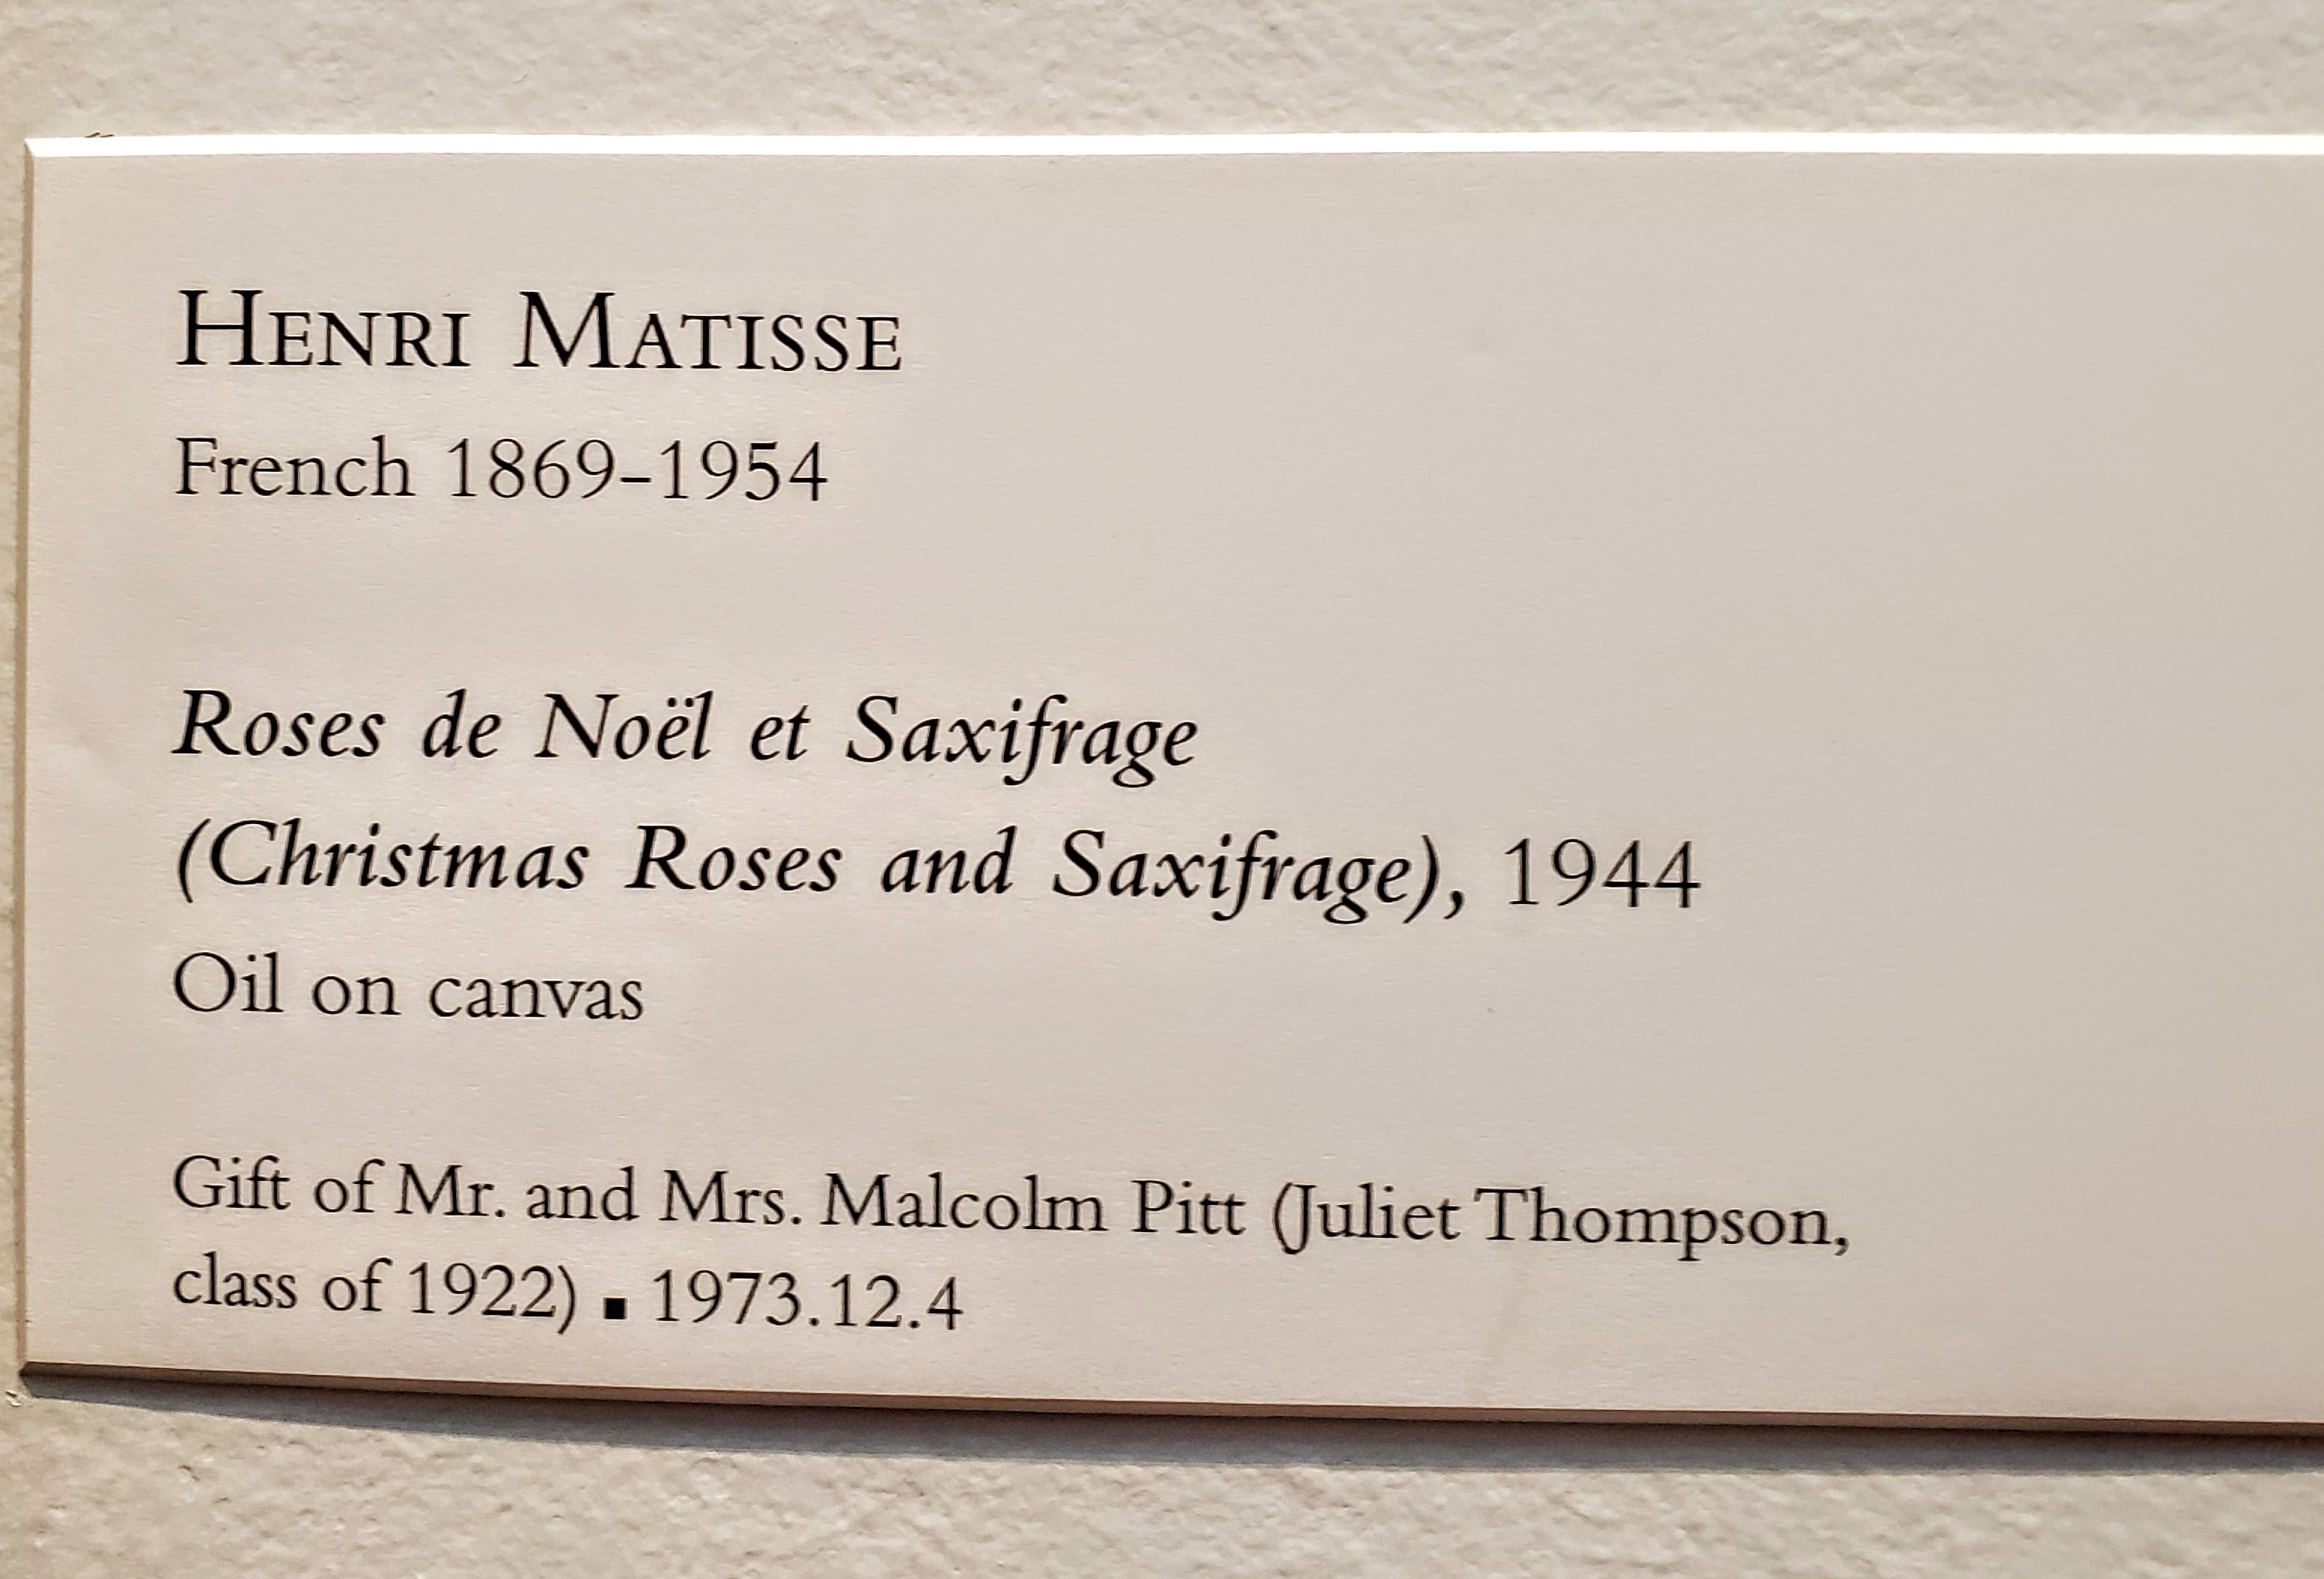 HENRI MATISSE
French 1869–1954
Roses de Noël et Saxifrage
(Christmas Roses and Saxifrage), 1944
Oil on canvas
Gift of Mr. and Mrs. Malcolm Pitt (Juliet Thompson,
class of 1922) ▪ 1973.12.4